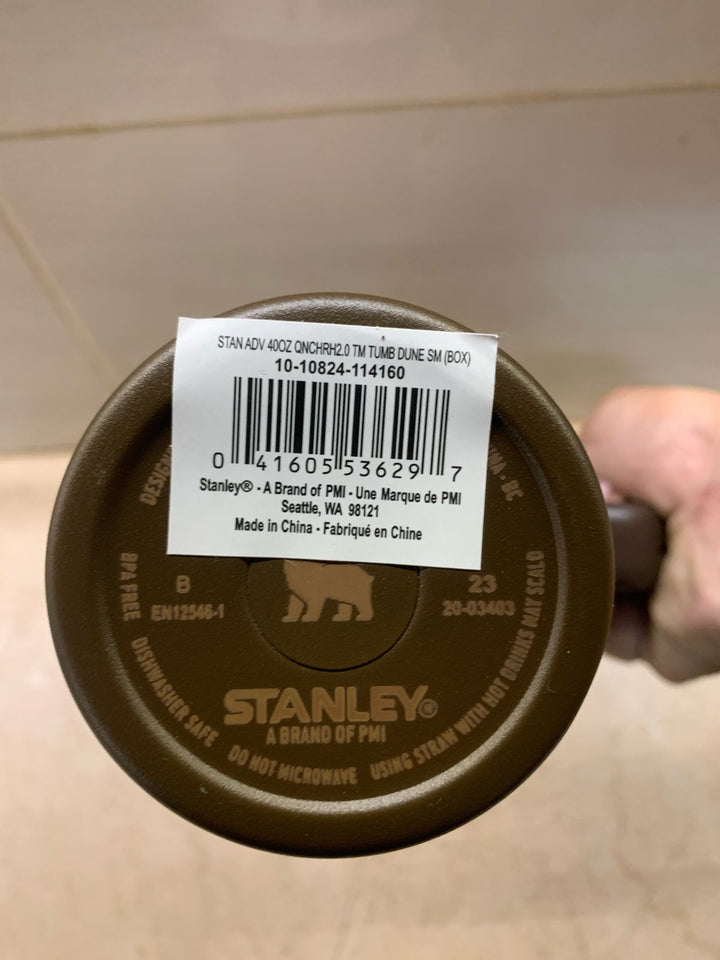 STAN ADV 40OZ QNCHRH2.0 TM TUMB DUNE SM (BOX)
10-10824-114160
0 41605 53629 7
Stanley® - A Brand of PMI - Une Marque de PMI
Seattle, WA 98121
Made in China - Fabriqué en Chine
BC
B
EN12546-1
23
20-03403
STANLEY®
A BRAND OF PMI
BPA FREE
DISHWASHER SAFE
DO NOT MICROWAVE
USING STRAW WITH HOT DRINKS MAY SCALD